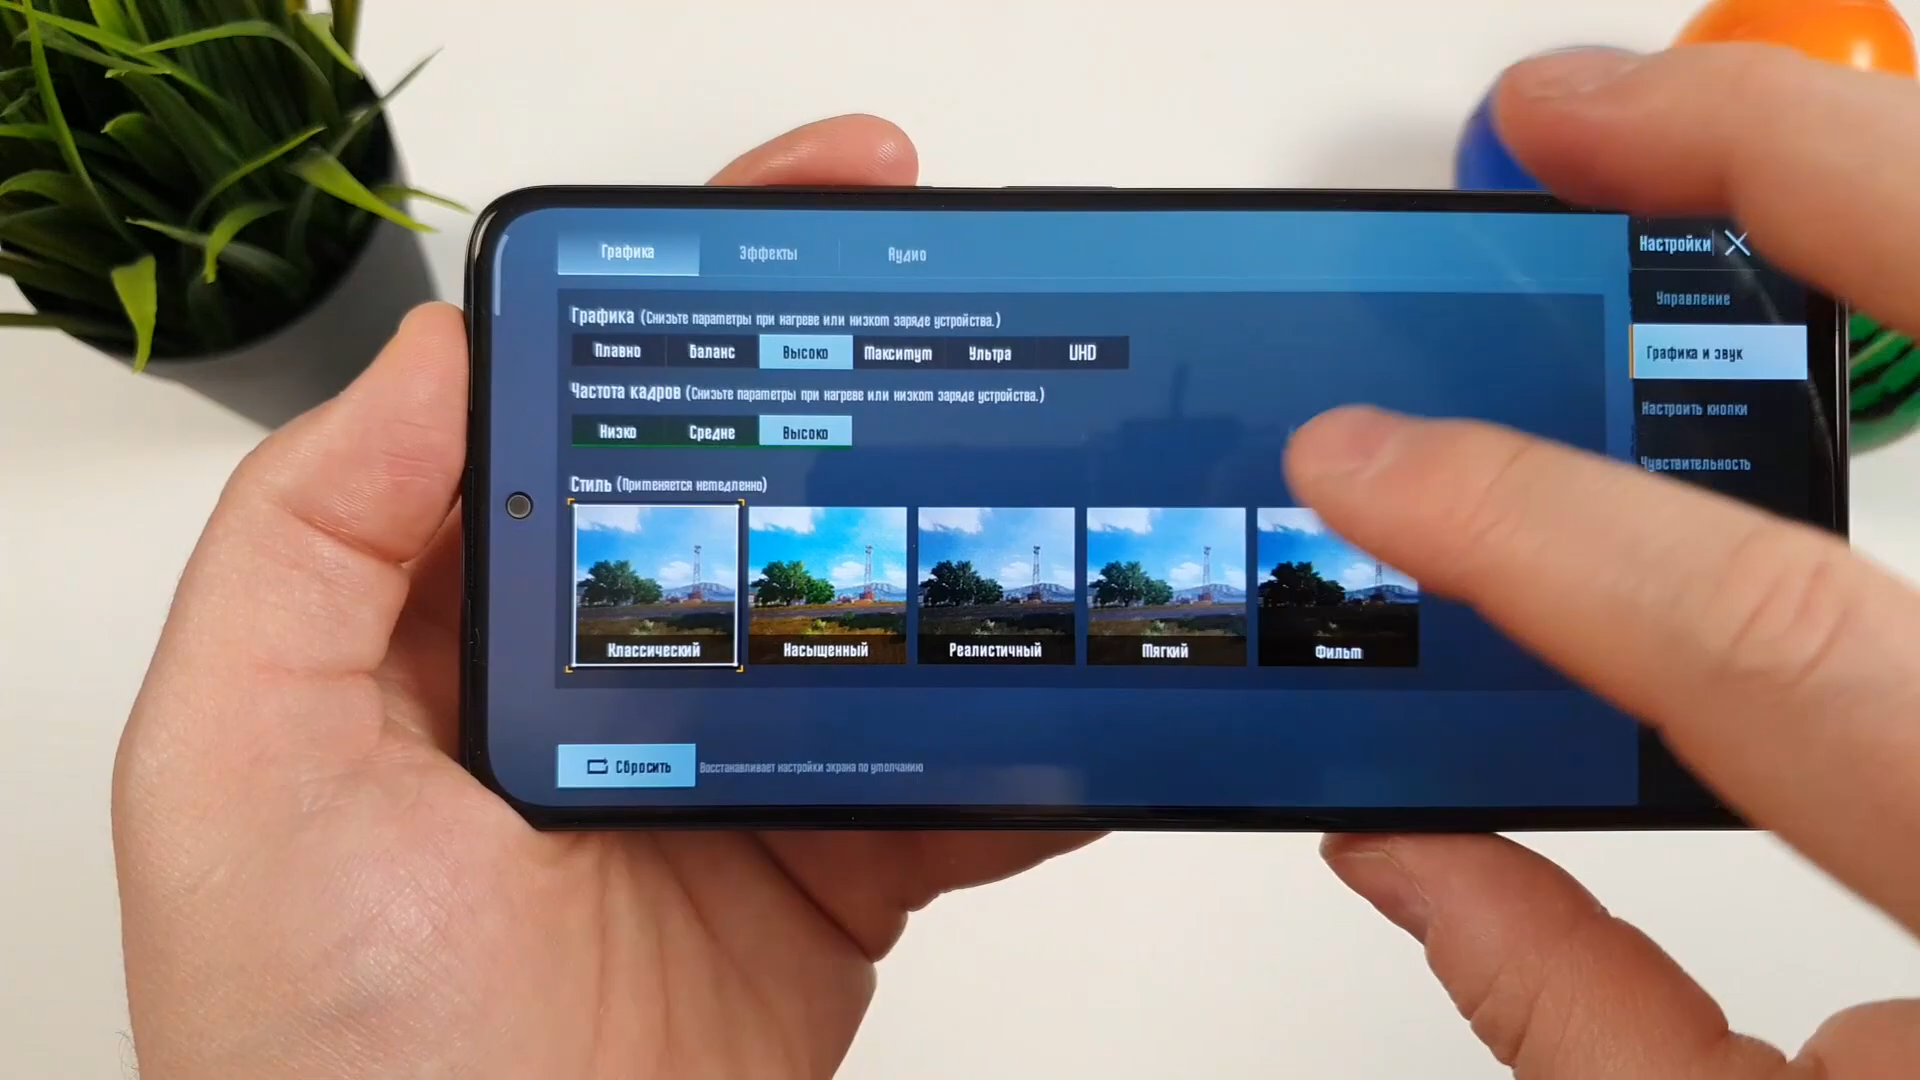 Графика
Эффекты
Аудио
Настройки
Управление
Графика и звук
Настроить кнопки
Чувствительность
Графика (Снизьте параметры при нагреве или низком заряде устройства.)
Плавно
Баланс
Высоко
Максимум
Ультра
UHD
Частота кадров (Снизьте параметры при нагреве или низком заряде устройства.)
Низко
Средне
Высоко
Стиль (Применяется немедленно)
Классический
Насыщенный
Реалистичный
Мягкий
Фильм
Сбросить
Восстанавливает настройки экрана по умолчанию